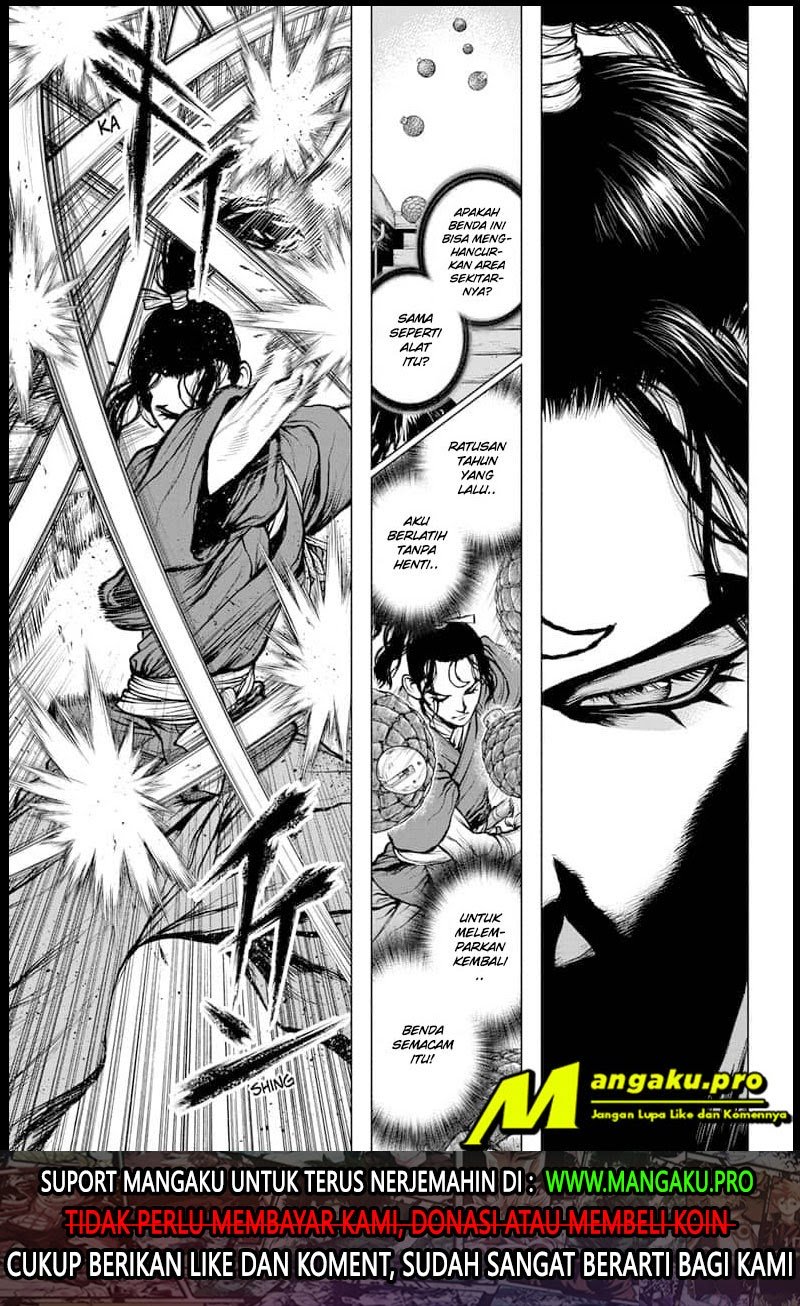 APAKAH
BENDA INI
BISA MENG-
HANCUR-
KAN AREA
SEKITAR-
NYA?
SAMA
SEPERTI
ALAT
ITU?
RATUSAN
TAHUN
YANG
LALU..
AKU
BERLATIH
TANPA
HENTI..
UNTUK
MELEM-
PARKAN
KEMBALI
..
BENDA
SEMACAM
ITU!
KA
SHING
Mangaku.pro
Jangan Lupa Like dan Komennya
SUPORT MANGAKU UNTUK TERUS NERJEMAHIN DI : WWW.MANGAKU.PRO
TIDAK PERLU MEMBAYAR KAMI, DONASI ATAU MEMBELI KOIN
CUKUP BERIKAN LIKE DAN KOMENT, SUDAH SANGAT BERARTI BAGI KAMI